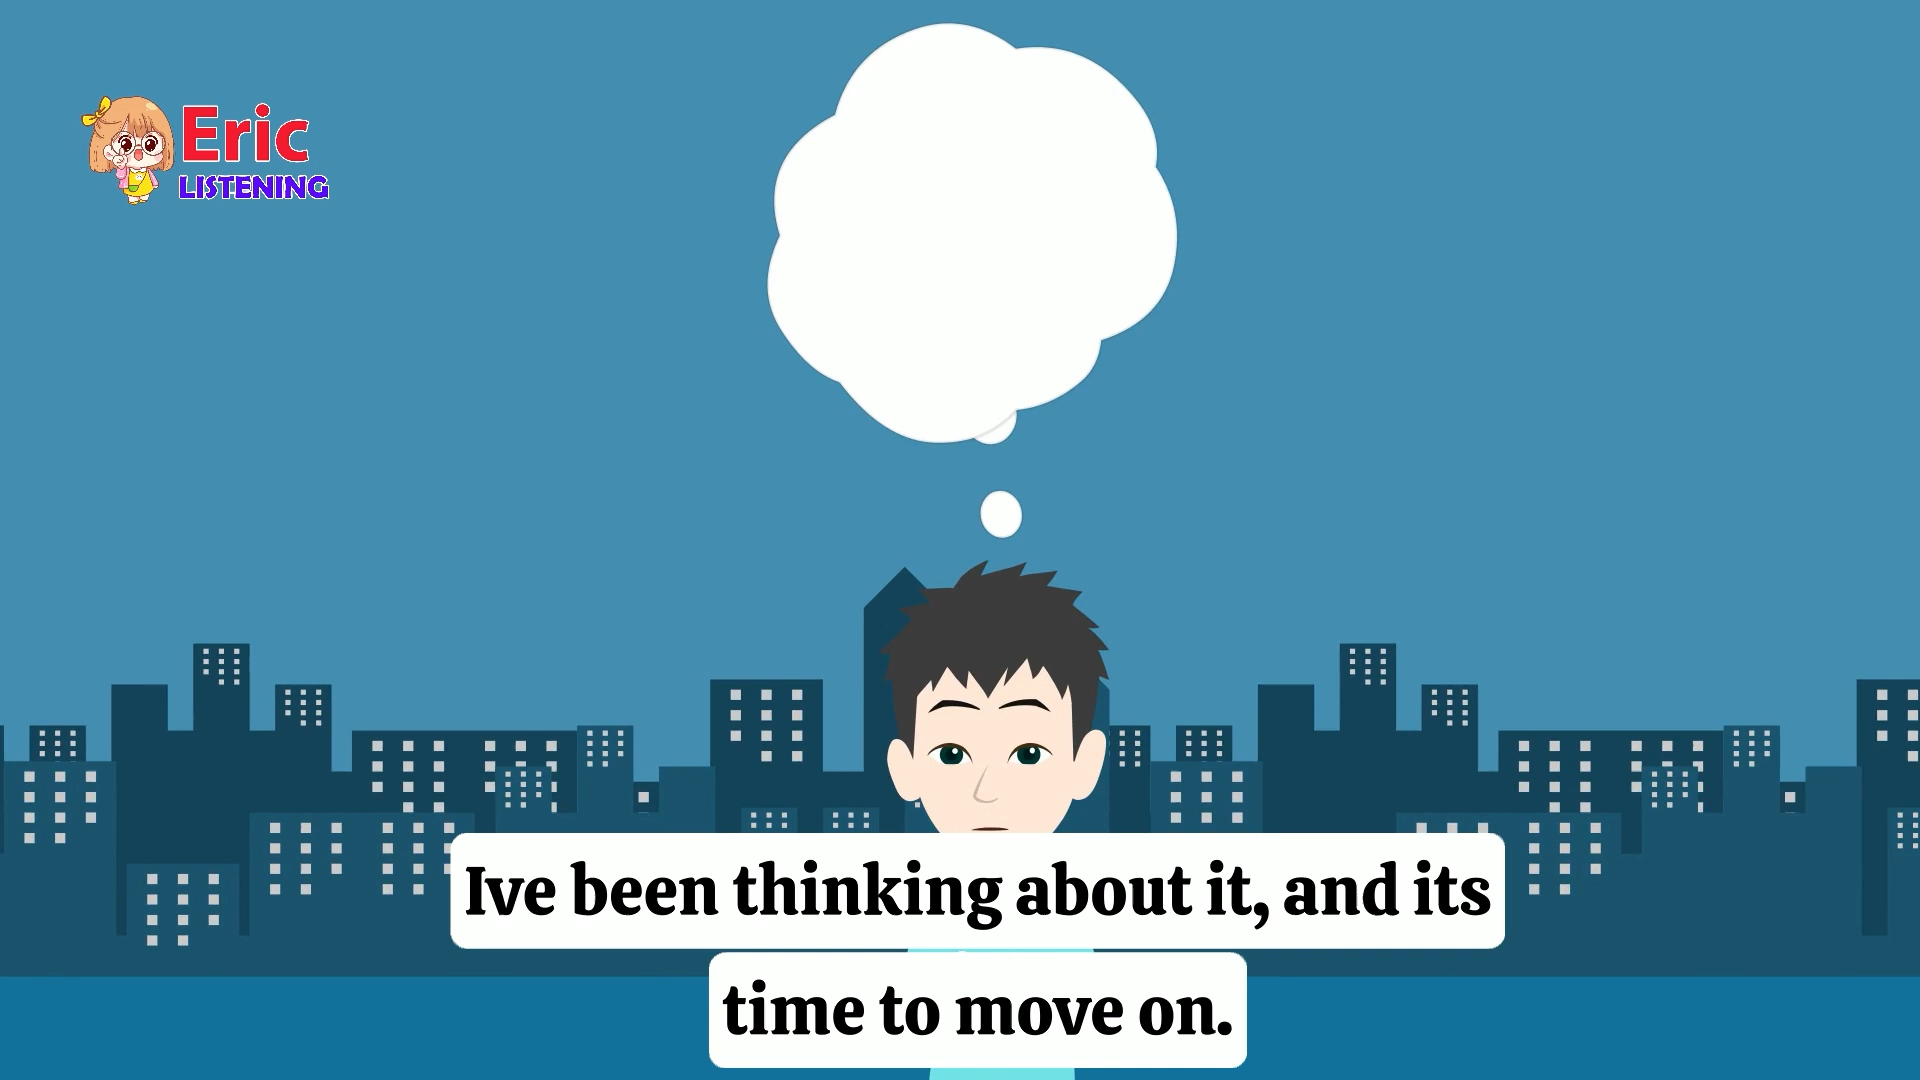 Eric
LISTENING
Ive been thinking about it, and its
time to move on.